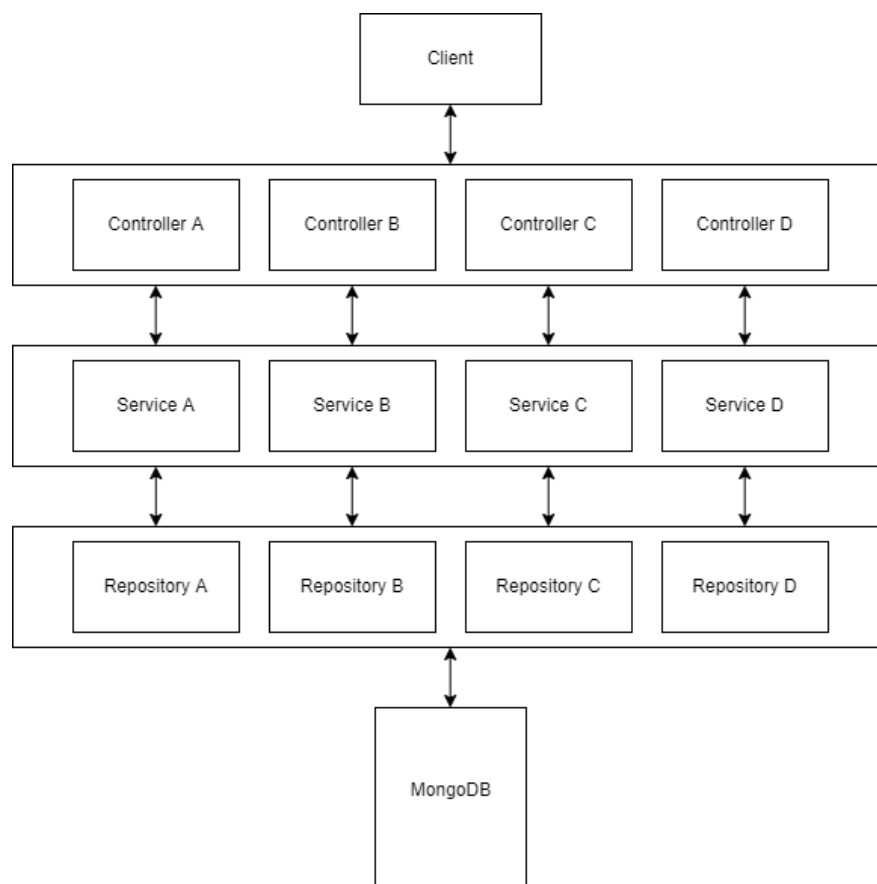 Client
Controller A
Controller B
Controller C
Controller D
Service A
Service B
Service C
Service D
Repository A
Repository B
Repository C
Repository D
MongoDB